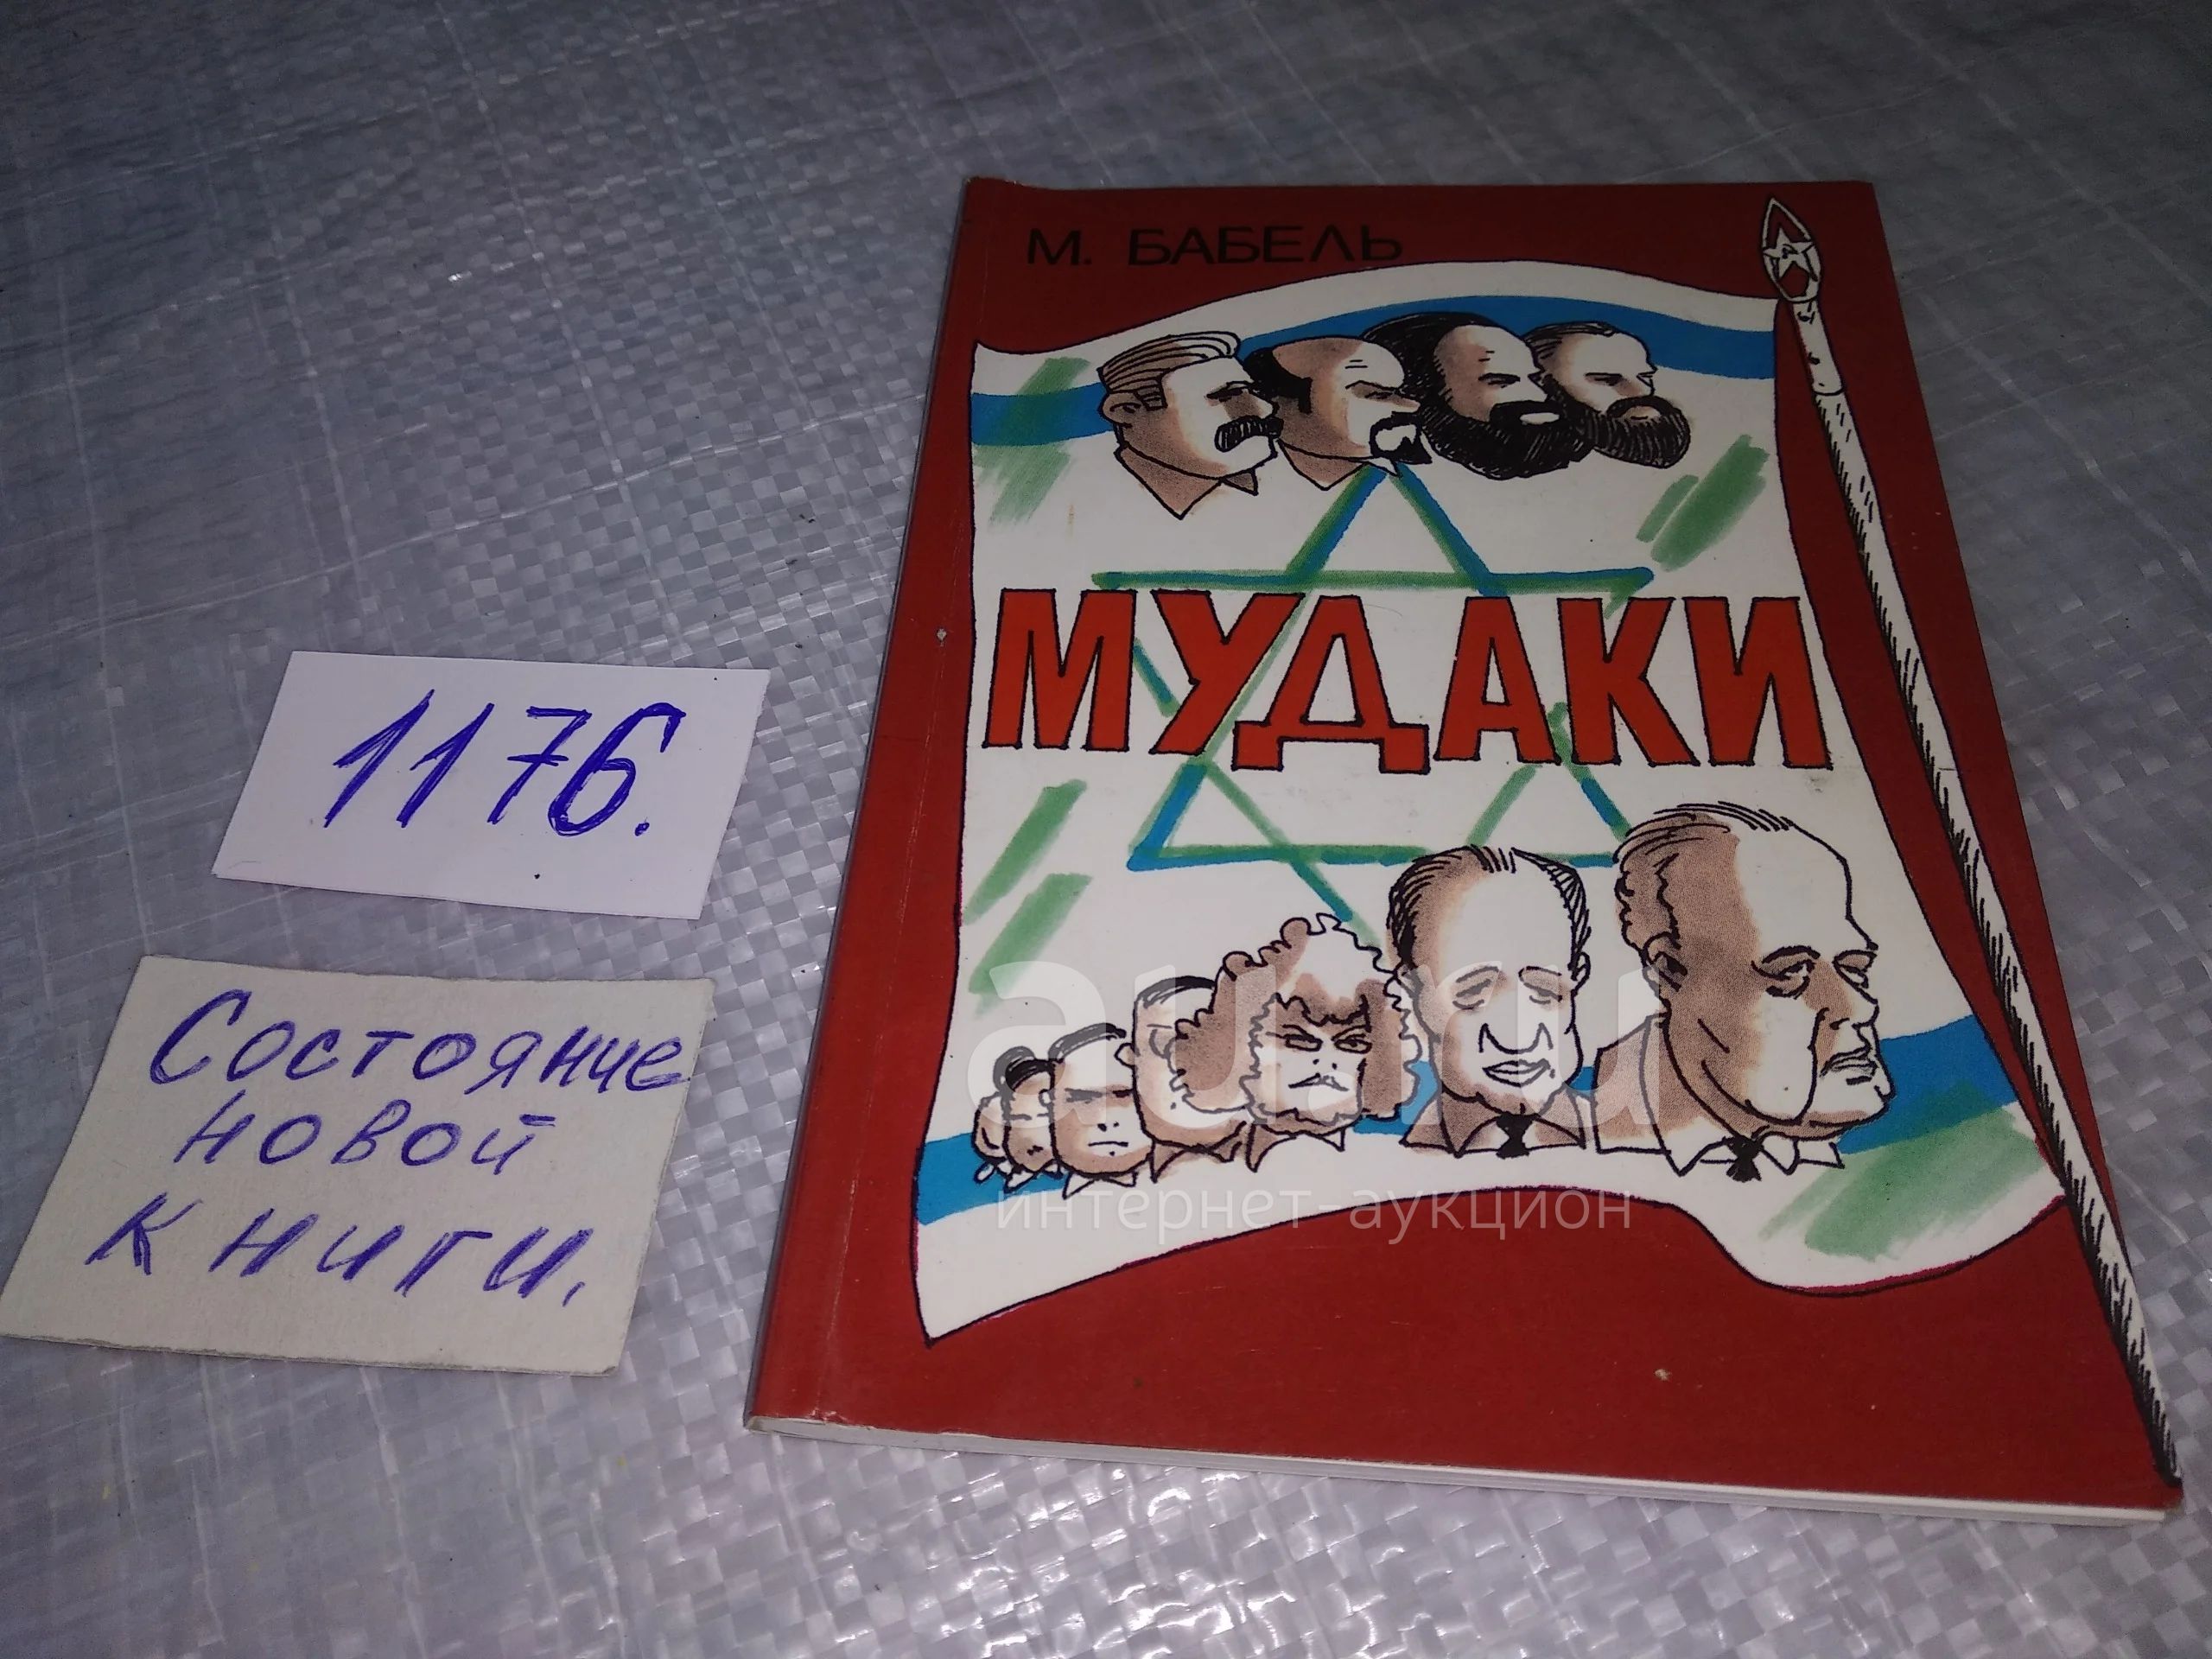 М. БАБЕЛЬ
МУДАКИ
1176.
Состояние
новой
книги.
au.ru
интернет-аукцион